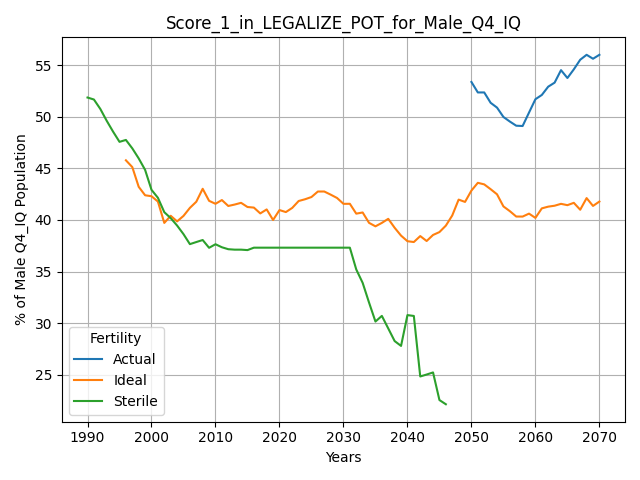 Score_1_in_LEGALIZE_POT_for_Male_Q4_IQ
% of Male Q4_IQ Population
55
50
45
40
35
30
25
Fertility
Actual
Ideal
Sterile
1990 2000 2010 2020 2030 2040 2050 2060 2070
Years